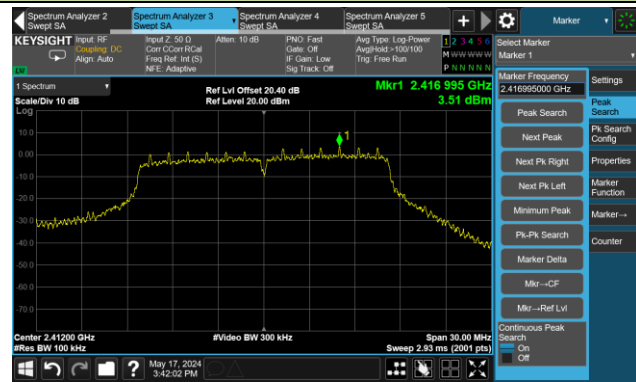 Spectrum Analyzer 2
Swept SA
Spectrum Analyzer 3
Swept SA
Spectrum Analyzer 4
Swept SA
Spectrum Analyzer 5
Swept SA
Marker
KEYSIGHT
Input: RF
Coupling: DC
Align: Auto
Input Z: 50 Ω
Corr CCorr RCal
Freq Ref: Int (S)
NFE: Adaptive
Atten: 10 dB
PNO: Fast
Gate: Off
IF Gain: Low
Sig Track: Off
Avg Type: Log-Power
Avg|Hold:>100/100
Trig: Free Run
1 2 3 4 5 6
M W W W W W
P N N N N N
Select Marker
Marker 1
1 Spectrum
Scale/Div 10 dB
Log
Ref Lvl Offset 20.40 dB
Ref Level 20.00 dBm
Mkr1 2.416 995 GHz
3.51 dBm
10.0
0.00
-10.0
-20.0
-30.0
-40.0
-50.0
-60.0
-70.0
1
Center 2.41200 GHz
#Res BW 100 kHz
#Video BW 300 kHz
Span 30.00 MHz
Sweep 2.93 ms (2001 pts)
Marker Frequency
2.416995000 GHz
Peak Search
Next Peak
Next Pk Right
Next Pk Left
Minimum Peak
Pk-Pk Search
Marker Delta
Mkr→CF
Mkr→Ref Lvl
Continuous Peak
Search
On
Off
Settings
Peak
Search
Pk Search
Config
Properties
Marker
Function
Marker→
Counter
May 17, 2024
3:42:02 PM